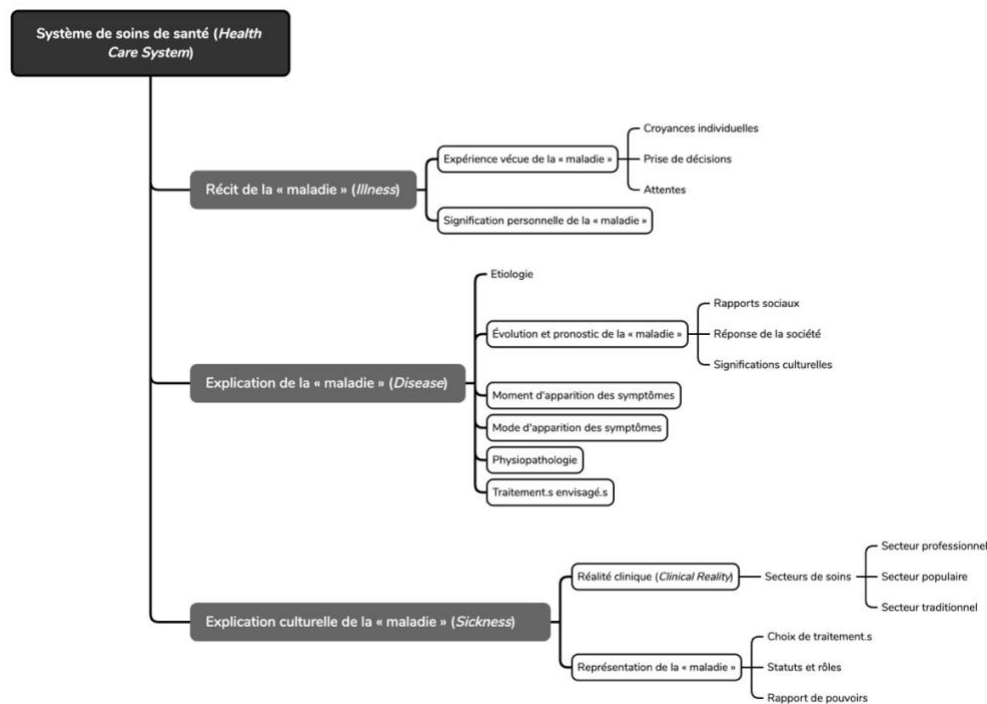 Système de soins de santé (Health
Care System)
Récit de la « maladie » (Illness)
Expérience vécue de la « maladie »
Croyances individuelles
Prise de décisions
Attentes
Signification personnelle de la « maladie »
Explication de la « maladie » (Disease)
Etiologie
Évolution et pronostic de la « maladie »
Rapports sociaux
Réponse de la société
Significations culturelles
Moment d'apparition des symptômes
Mode d'apparition des symptômes
Physiopathologie
Traitement.s envisagé.s
Explication culturelle de la « maladie » (Sickness)
Réalité clinique (Clinical Reality)
Secteurs de soins
Secteur professionnel
Secteur populaire
Secteur traditionnel
Représentation de la « maladie »
Choix de traitement.s
Statuts et rôles
Rapport de pouvoirs